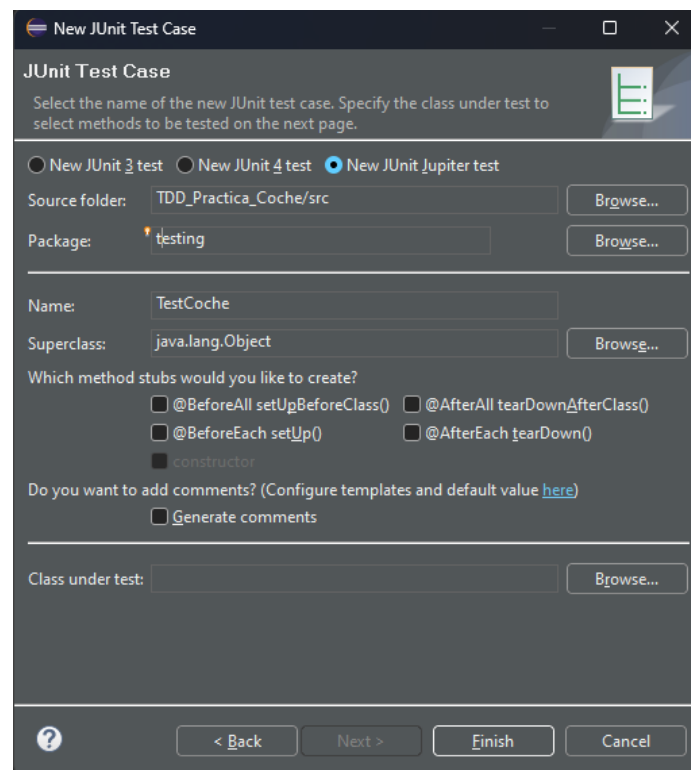 New JUnit Test Case
JUnit Test Case
Select the name of the new JUnit test case. Specify the class under test to
select methods to be tested on the next page.
New JUnit 3 test New JUnit 4 test New JUnit Jupiter test
Source folder: TDD_Practica_Coche/src Browse...
Package: testing Browse...
Name: TestCoche
Superclass: java.lang.Object Browse...
Which method stubs would you like to create?
@BeforeAll setUpBeforeClass() @AfterAll tearDownAfterClass()
@BeforeEach setUp() @AfterEach tearDown()
constructor
Do you want to add comments? (Configure templates and default value here)
Generate comments
Class under test: Browse...
? < Back Next > Finish Cancel